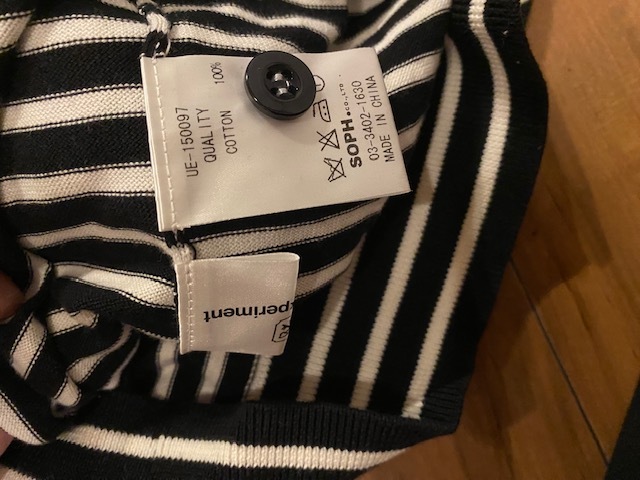 UE-150097
QUALITY
COTTON 100%
SOPH.CO.,LTD.
03-3402-1630
MADE IN CHINA
periment